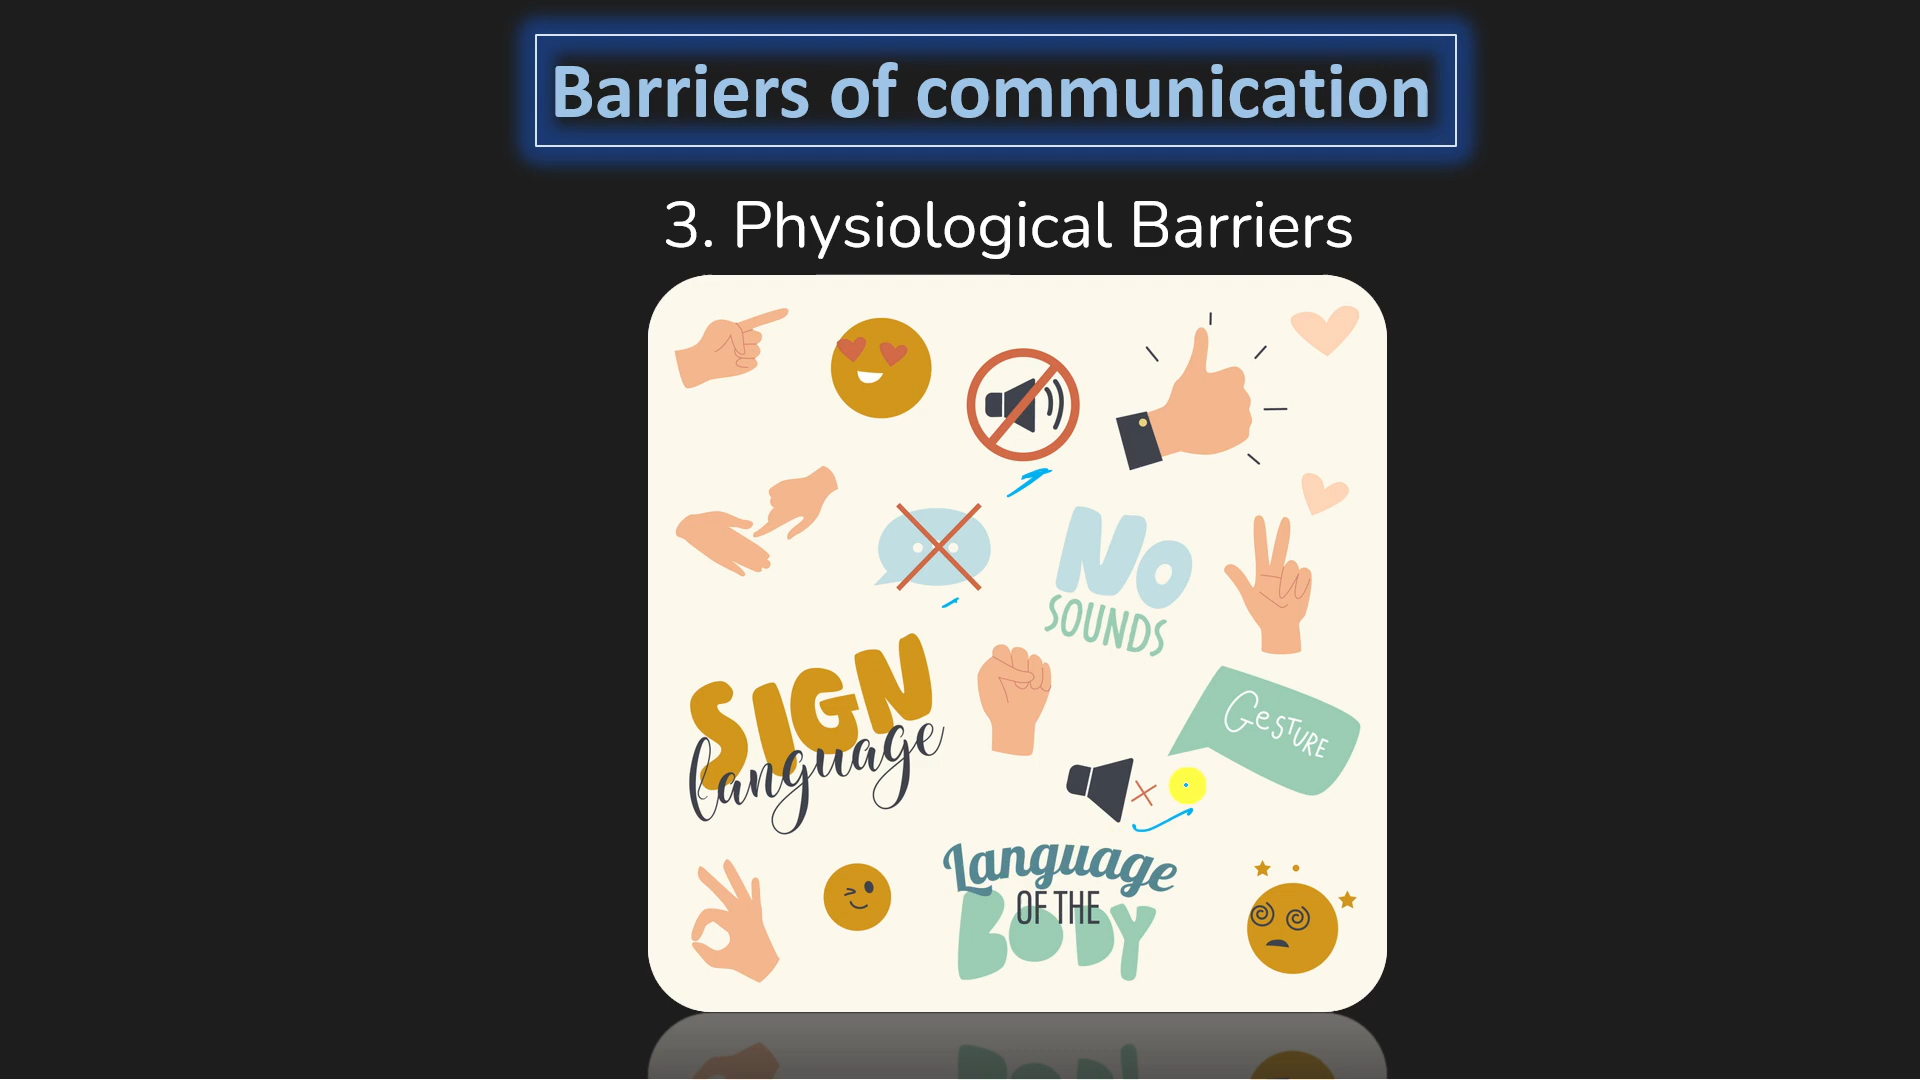 Barriers of communication
3. Physiological Barriers
No
SOUNDS
SIGN
language
GeSTURE
Language
OF THE
BODY